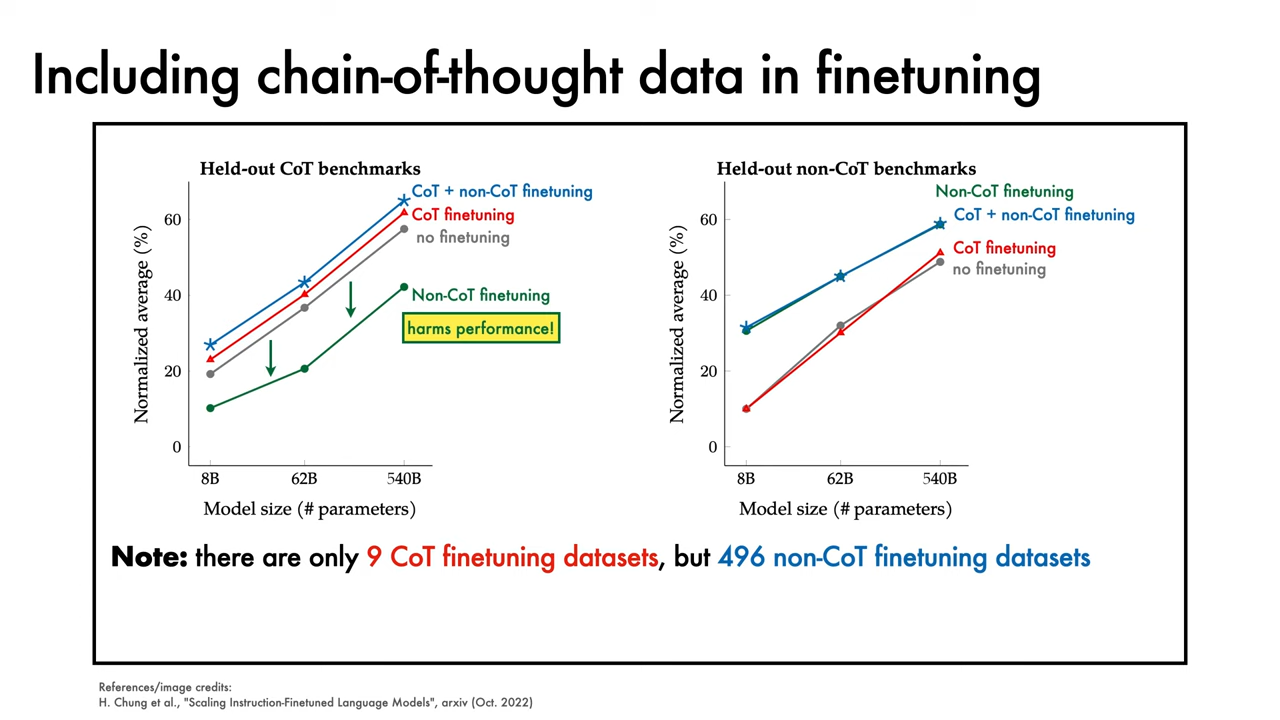 Including chain-of-thought data in finetuning
Held-out CoT benchmarks
Normalized average (%)
60
40
20
0
8B
62B
540B
Model size (# parameters)
CoT + non-CoT finetuning
CoT finetuning
no finetuning
Non-CoT finetuning
harms performance!
Held-out non-CoT benchmarks
Normalized average (%)
60
40
20
0
8B
62B
540B
Model size (# parameters)
Non-CoT finetuning
CoT + non-CoT finetuning
CoT finetuning
no finetuning
Note: there are only 9 CoT finetuning datasets, but 496 non-CoT finetuning datasets
References/image credits:
H. Chung et al., "Scaling Instruction-Finetuned Language Models", arxiv (Oct. 2022)